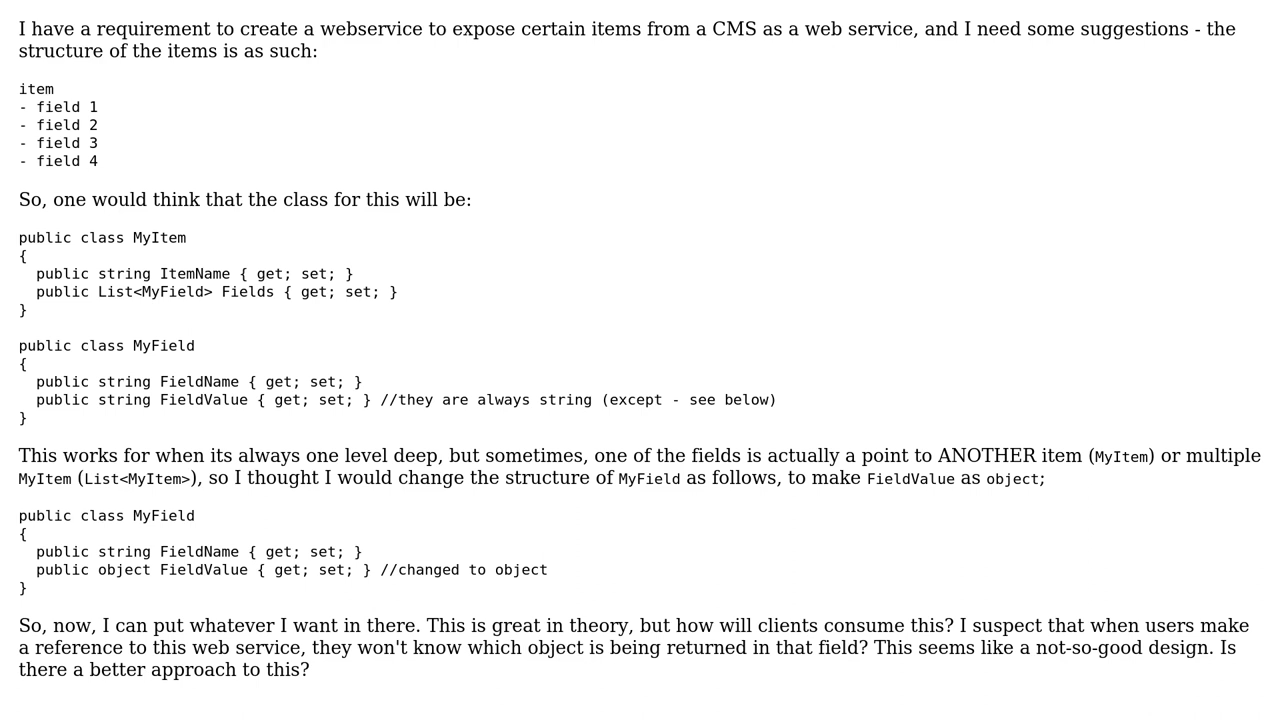 I have a requirement to create a webservice to expose certain items from a CMS as a web service, and I need some suggestions - the
structure of the items is as such:
item
- field 1
- field 2
- field 3
- field 4
So, one would think that the class for this will be:
public class MyItem
{
  public string ItemName { get; set; }
  public List<MyField> Fields { get; set; }
}
public class MyField
{
  public string FieldName { get; set; }
  public string FieldValue { get; set; } //they are always string (except - see below)
}
This works for when its always one level deep, but sometimes, one of the fields is actually a point to ANOTHER item (MyItem) or multiple
MyItem (List<MyItem>), so I thought I would change the structure of MyField as follows, to make FieldValue as object;
public class MyField
{
  public string FieldName { get; set; }
  public object FieldValue { get; set; } //changed to object
}
So, now, I can put whatever I want in there. This is great in theory, but how will clients consume this? I suspect that when users make
a reference to this web service, they won't know which object is being returned in that field? This seems like a not-so-good design. Is
there a better approach to this?